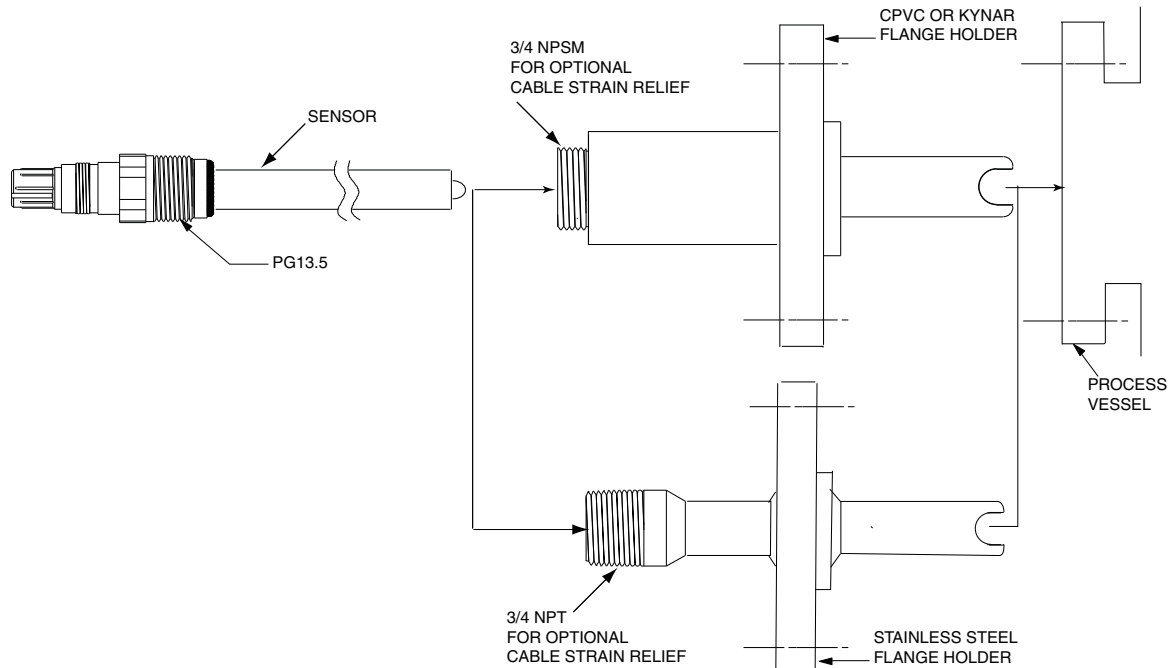 CPVC OR KYNAR
FLANGE HOLDER
3/4 NPSM
FOR OPTIONAL
CABLE STRAIN RELIEF
SENSOR
PG13.5
PROCESS
VESSEL
3/4 NPT
FOR OPTIONAL
CABLE STRAIN RELIEF
STAINLESS STEEL
FLANGE HOLDER